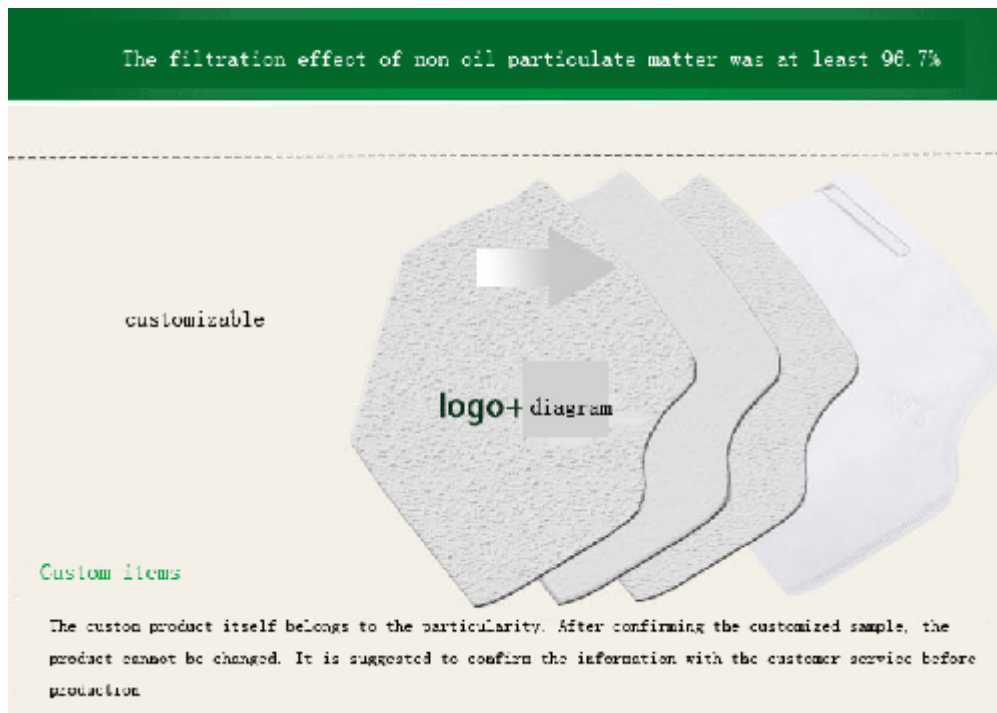 The filtration effect of non oil particulate matter was at least 96.7%
customizable
logo+ diagram
Custom items
The custom product itself belongs to the particularity. After confirming the customized sample, the
product cannot be changed. It is suggested to confirm the information with the customer service before
production